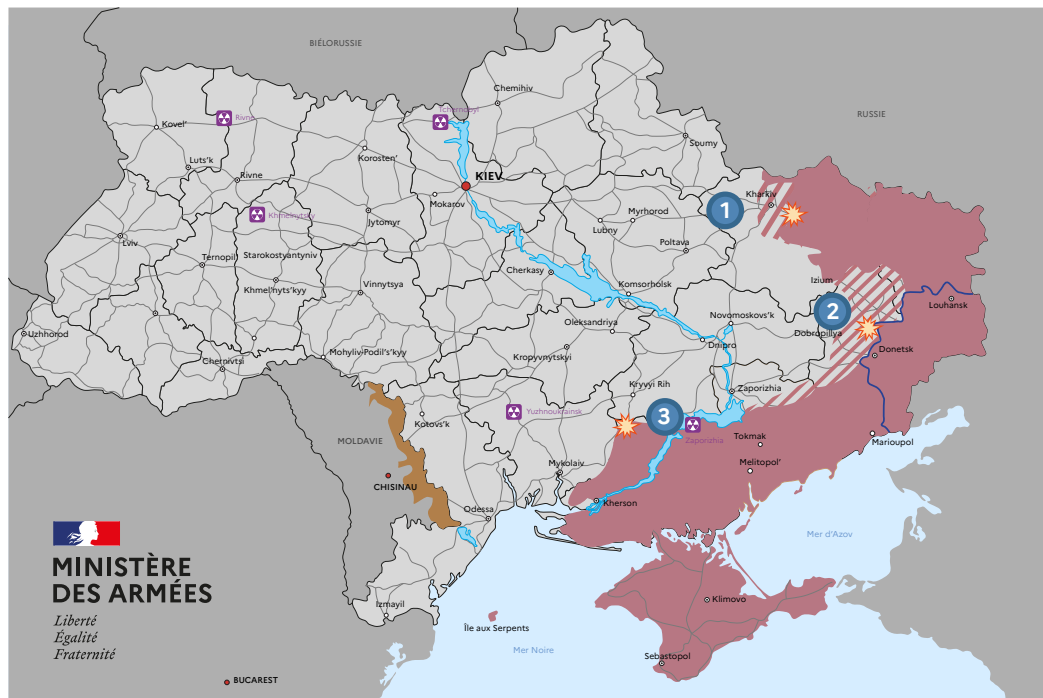 BIÉLORUSSIE
RUSSIE
Chernihiv
Tchernobyl
Rivne
Kovel'
Soumy
Korosten'
Luts'k
KIEV
Rivne
Kharkiv
Mokarov
1
Khmelnytsky
Myrhorod
Jytomyr
Lubny
Lviv
Poltava
Ternopil
Starokostyantyniv
Cherkasy
Izium
Khmel'nyts'kyy
Vinnytsya
Komsorholsk
Louhansk
2
Novomoskovs'k
Oleksandriya
Uzhhorod
Dobropillya
Dnipro
Donetsk
Mohyliv-Podil's'kyy
Kropyvnytskyi
Chernivtsi
Kryvyi Rih
Zaporizhia
Yuzhnoukrainsk
3
Kotovs'k
Tokmak
Zaporizhia
MOLDAVIE
Marioupol
Mykolaiv
Melitopol'
CHISINAU
Kherson
Odessa
Mer d'Azov
MINISTÈRE
DES ARMÉES
Liberté
Égalité
Fraternité
Izmayil
Klimovo
Île aux Serpents
Mer Noire
Sebastopol
BUCAREST